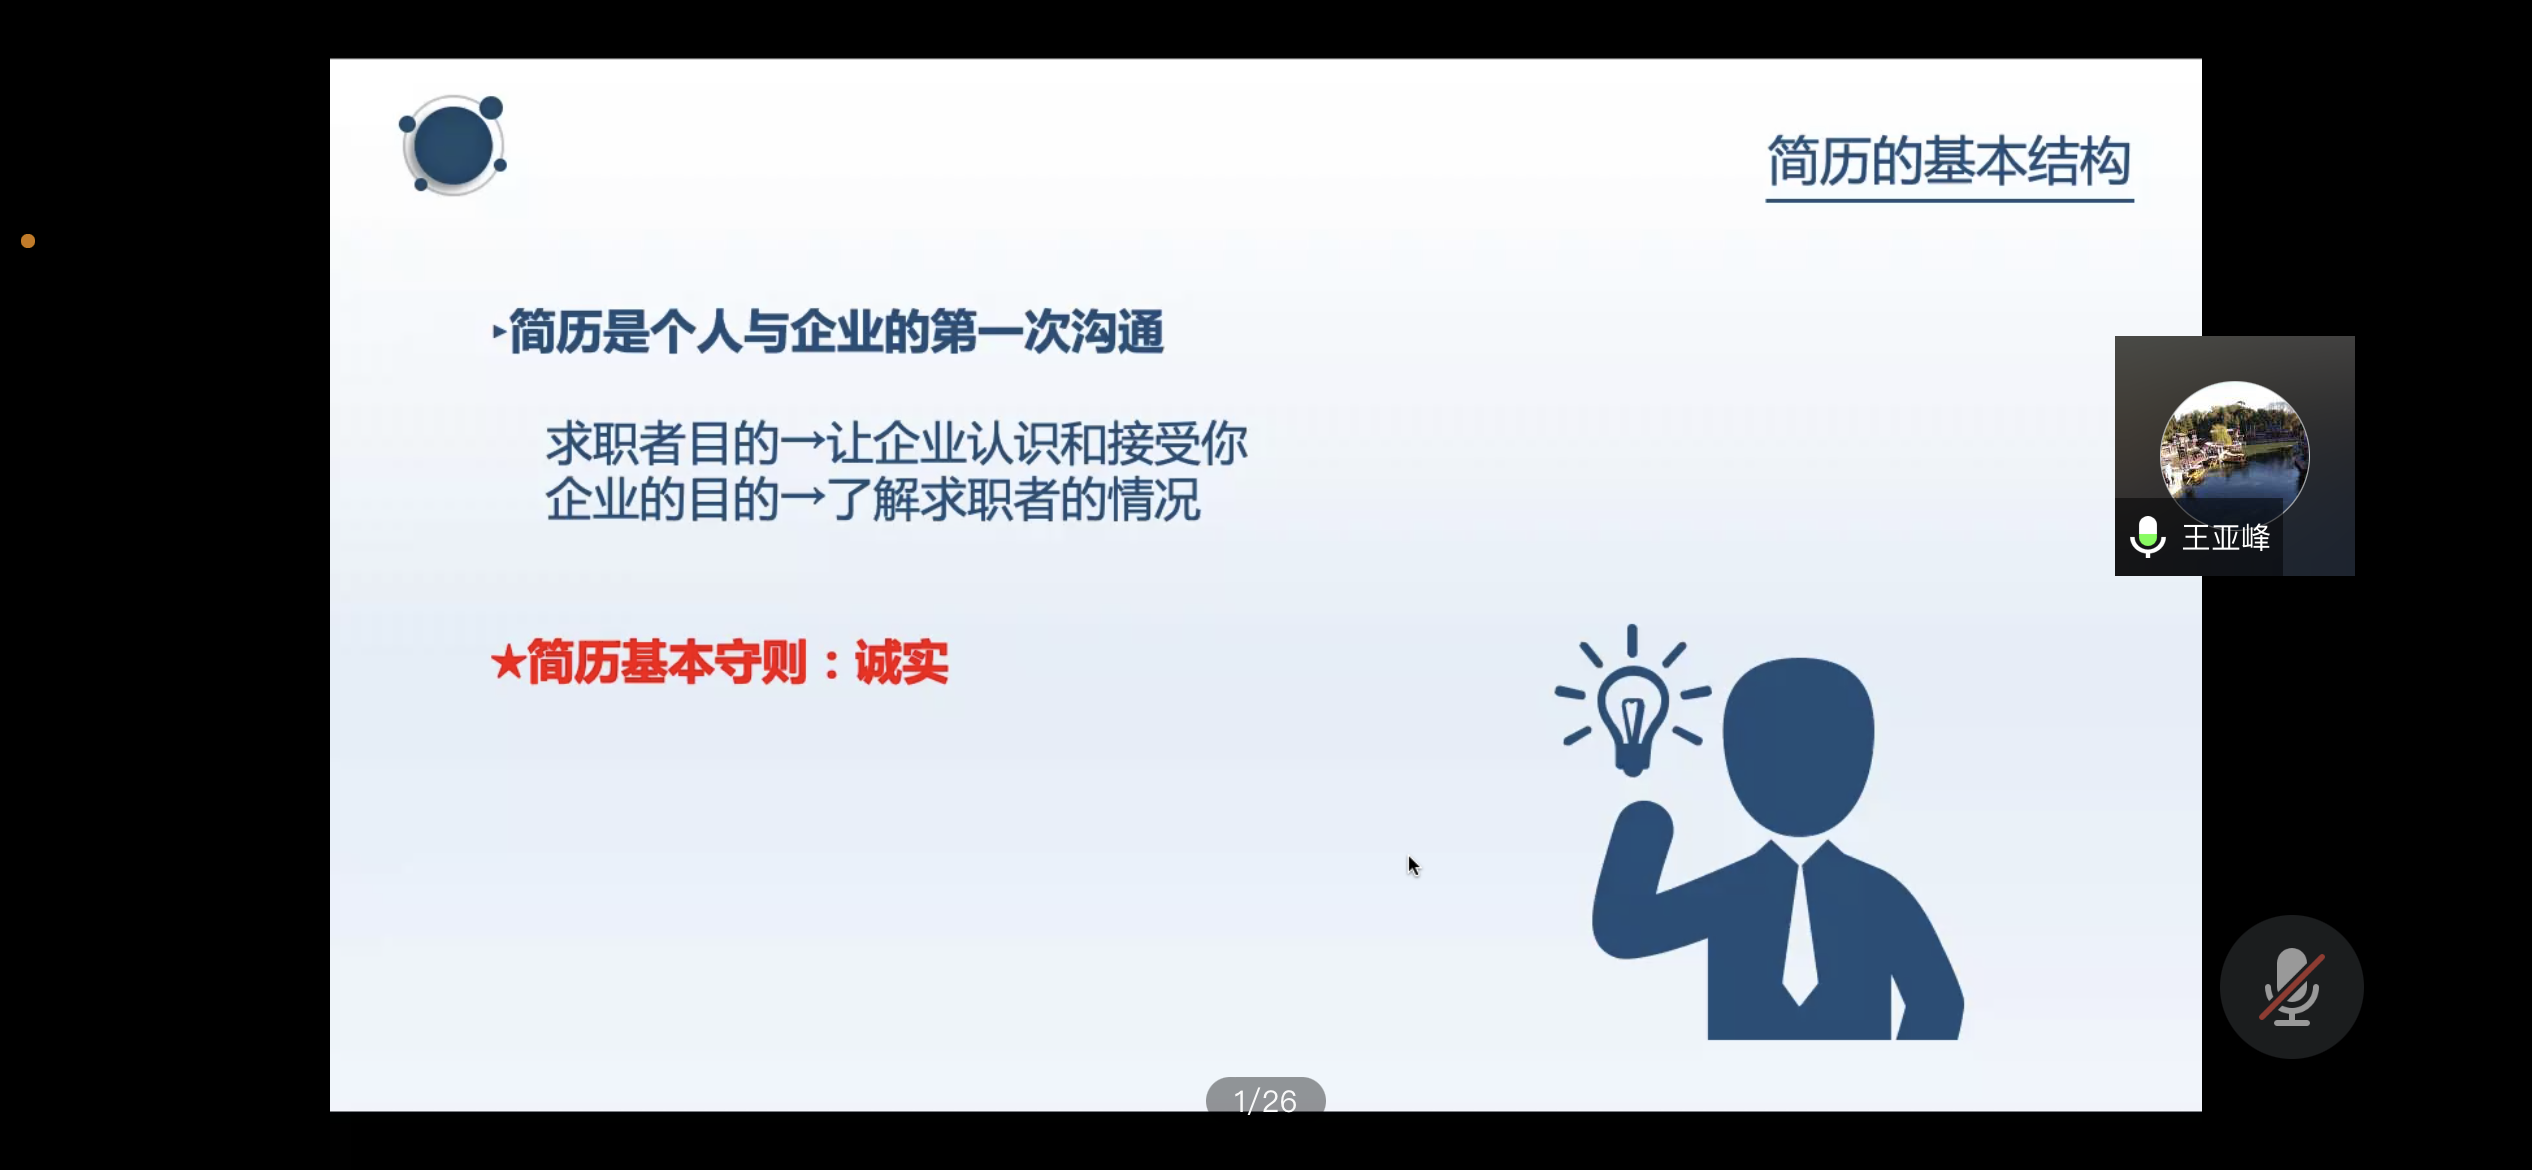 简历的基本结构
▸简历是个人与企业的第一次沟通
求职者目的→让企业认识和接受你
企业的目的→了解求职者的情况
★简历基本守则：诚实
王亚峰
1/26